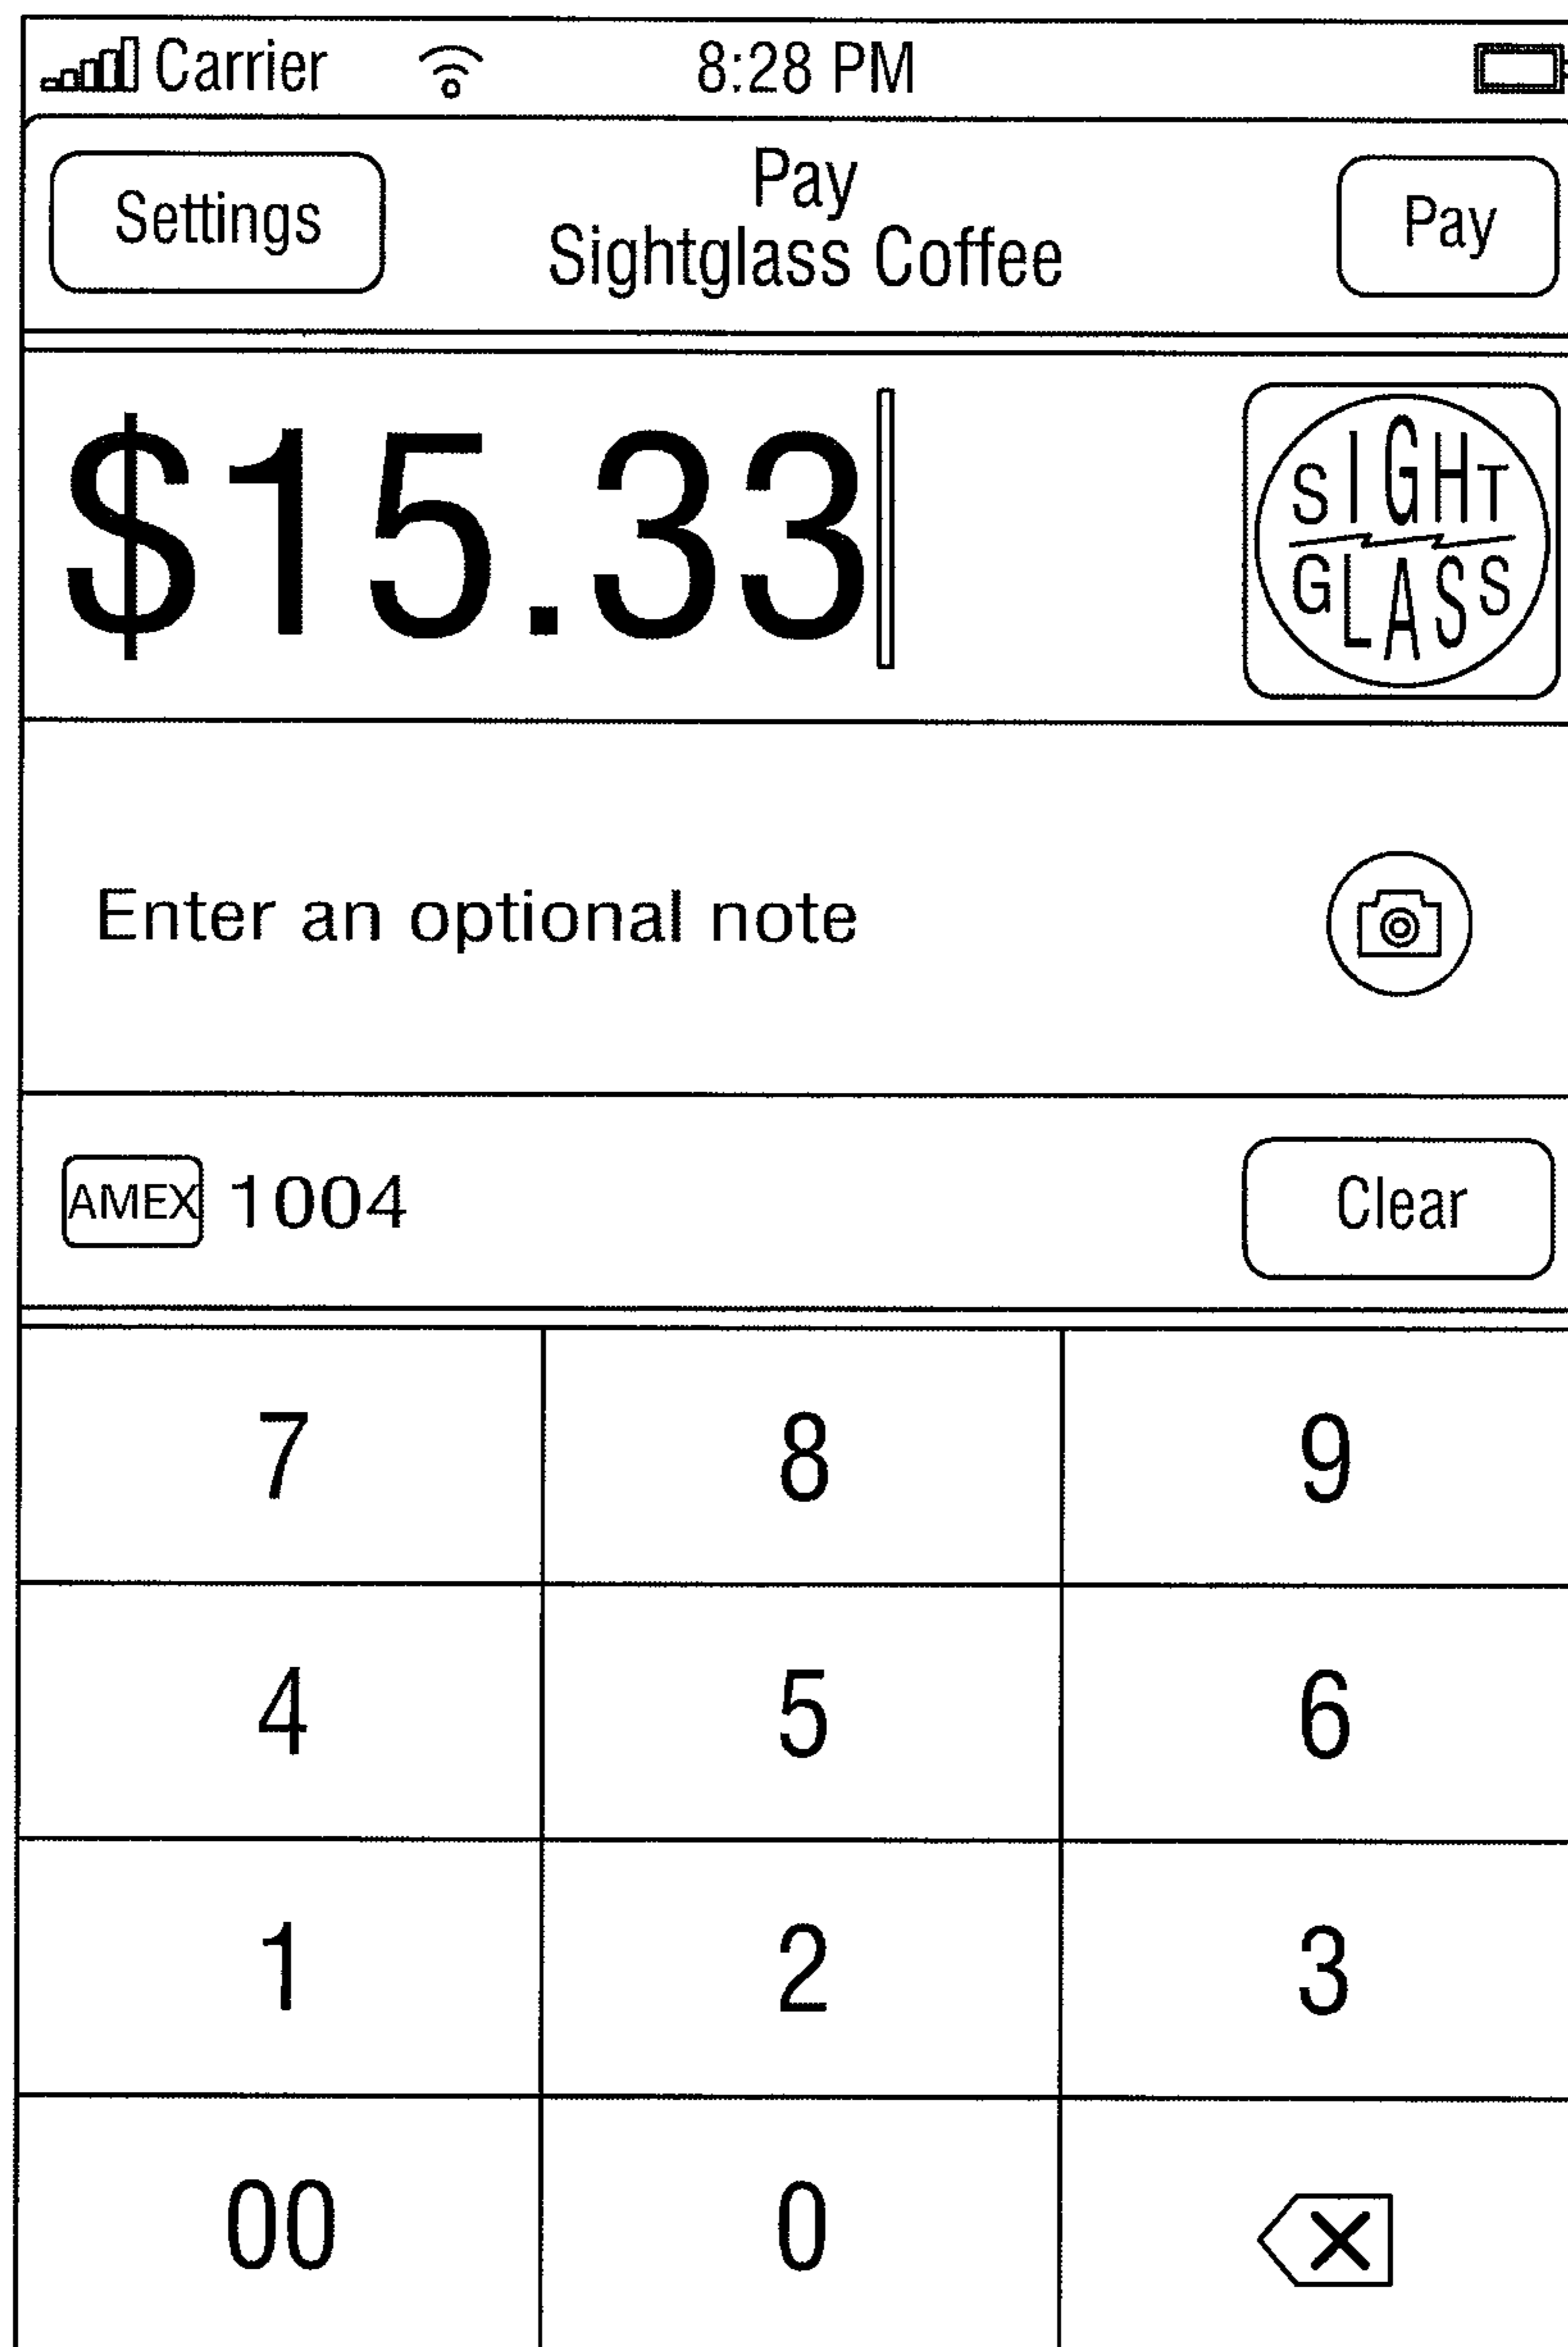 Carrier 8:28 PM
Settings Pay Pay
Sightglass Coffee
$15.33
SIGHT
GLASS
Enter an optional note
AMEX 1004 Clear
7 8 9
4 5 6
1 2 3
00 0